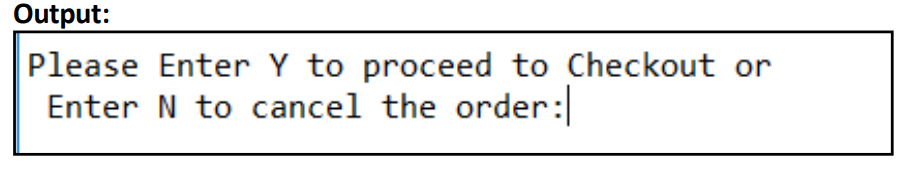 Output:
Please Enter Y to proceed to Checkout or
Enter N to cancel the order: